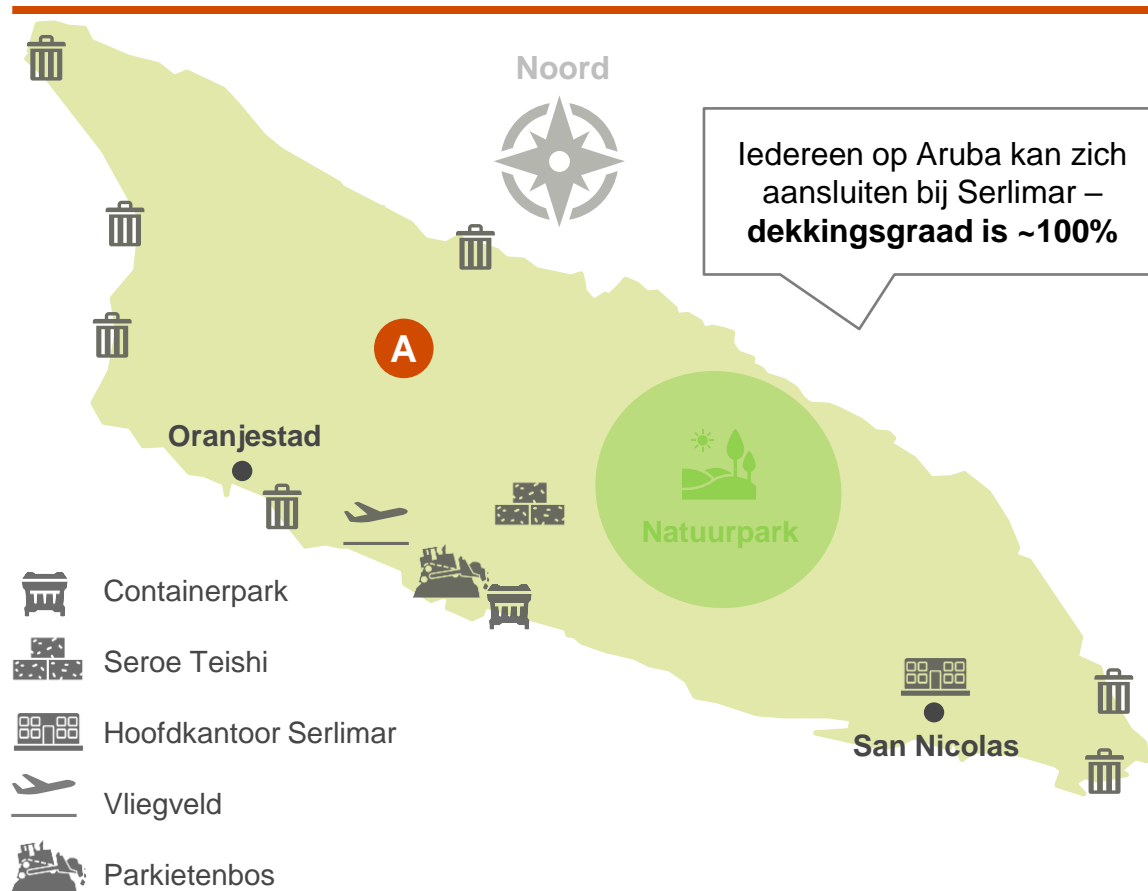 Noord
Iedereen op Aruba kan zich
aansluiten bij Serlimar –
dekkingsgraad is ~100%
A
Oranjestad
Natuurpark
Containerpark
Seroe Teishi
Hoofdkantoor Serlimar
San Nicolas
Vliegveld
Parkietenbos